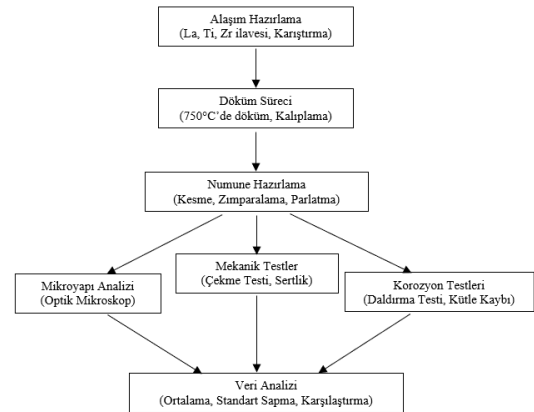 Alaşım Hazırlama
(La, Ti, Zr ilavesi, Karıştırma)
Döküm Süreci
(750°C’de döküm, Kalıplama)
Numune Hazırlama
(Kesme, Zımparalama, Parlatma)
Mikroyapı Analizi
(Optik Mikroskop)
Mekanik Testler
(Çekme Testi, Sertlik)
Korozyon Testleri
(Daldırma Testi, Kütle Kaybı)
Veri Analizi
(Ortalama, Standart Sapma, Karşılaştırma)